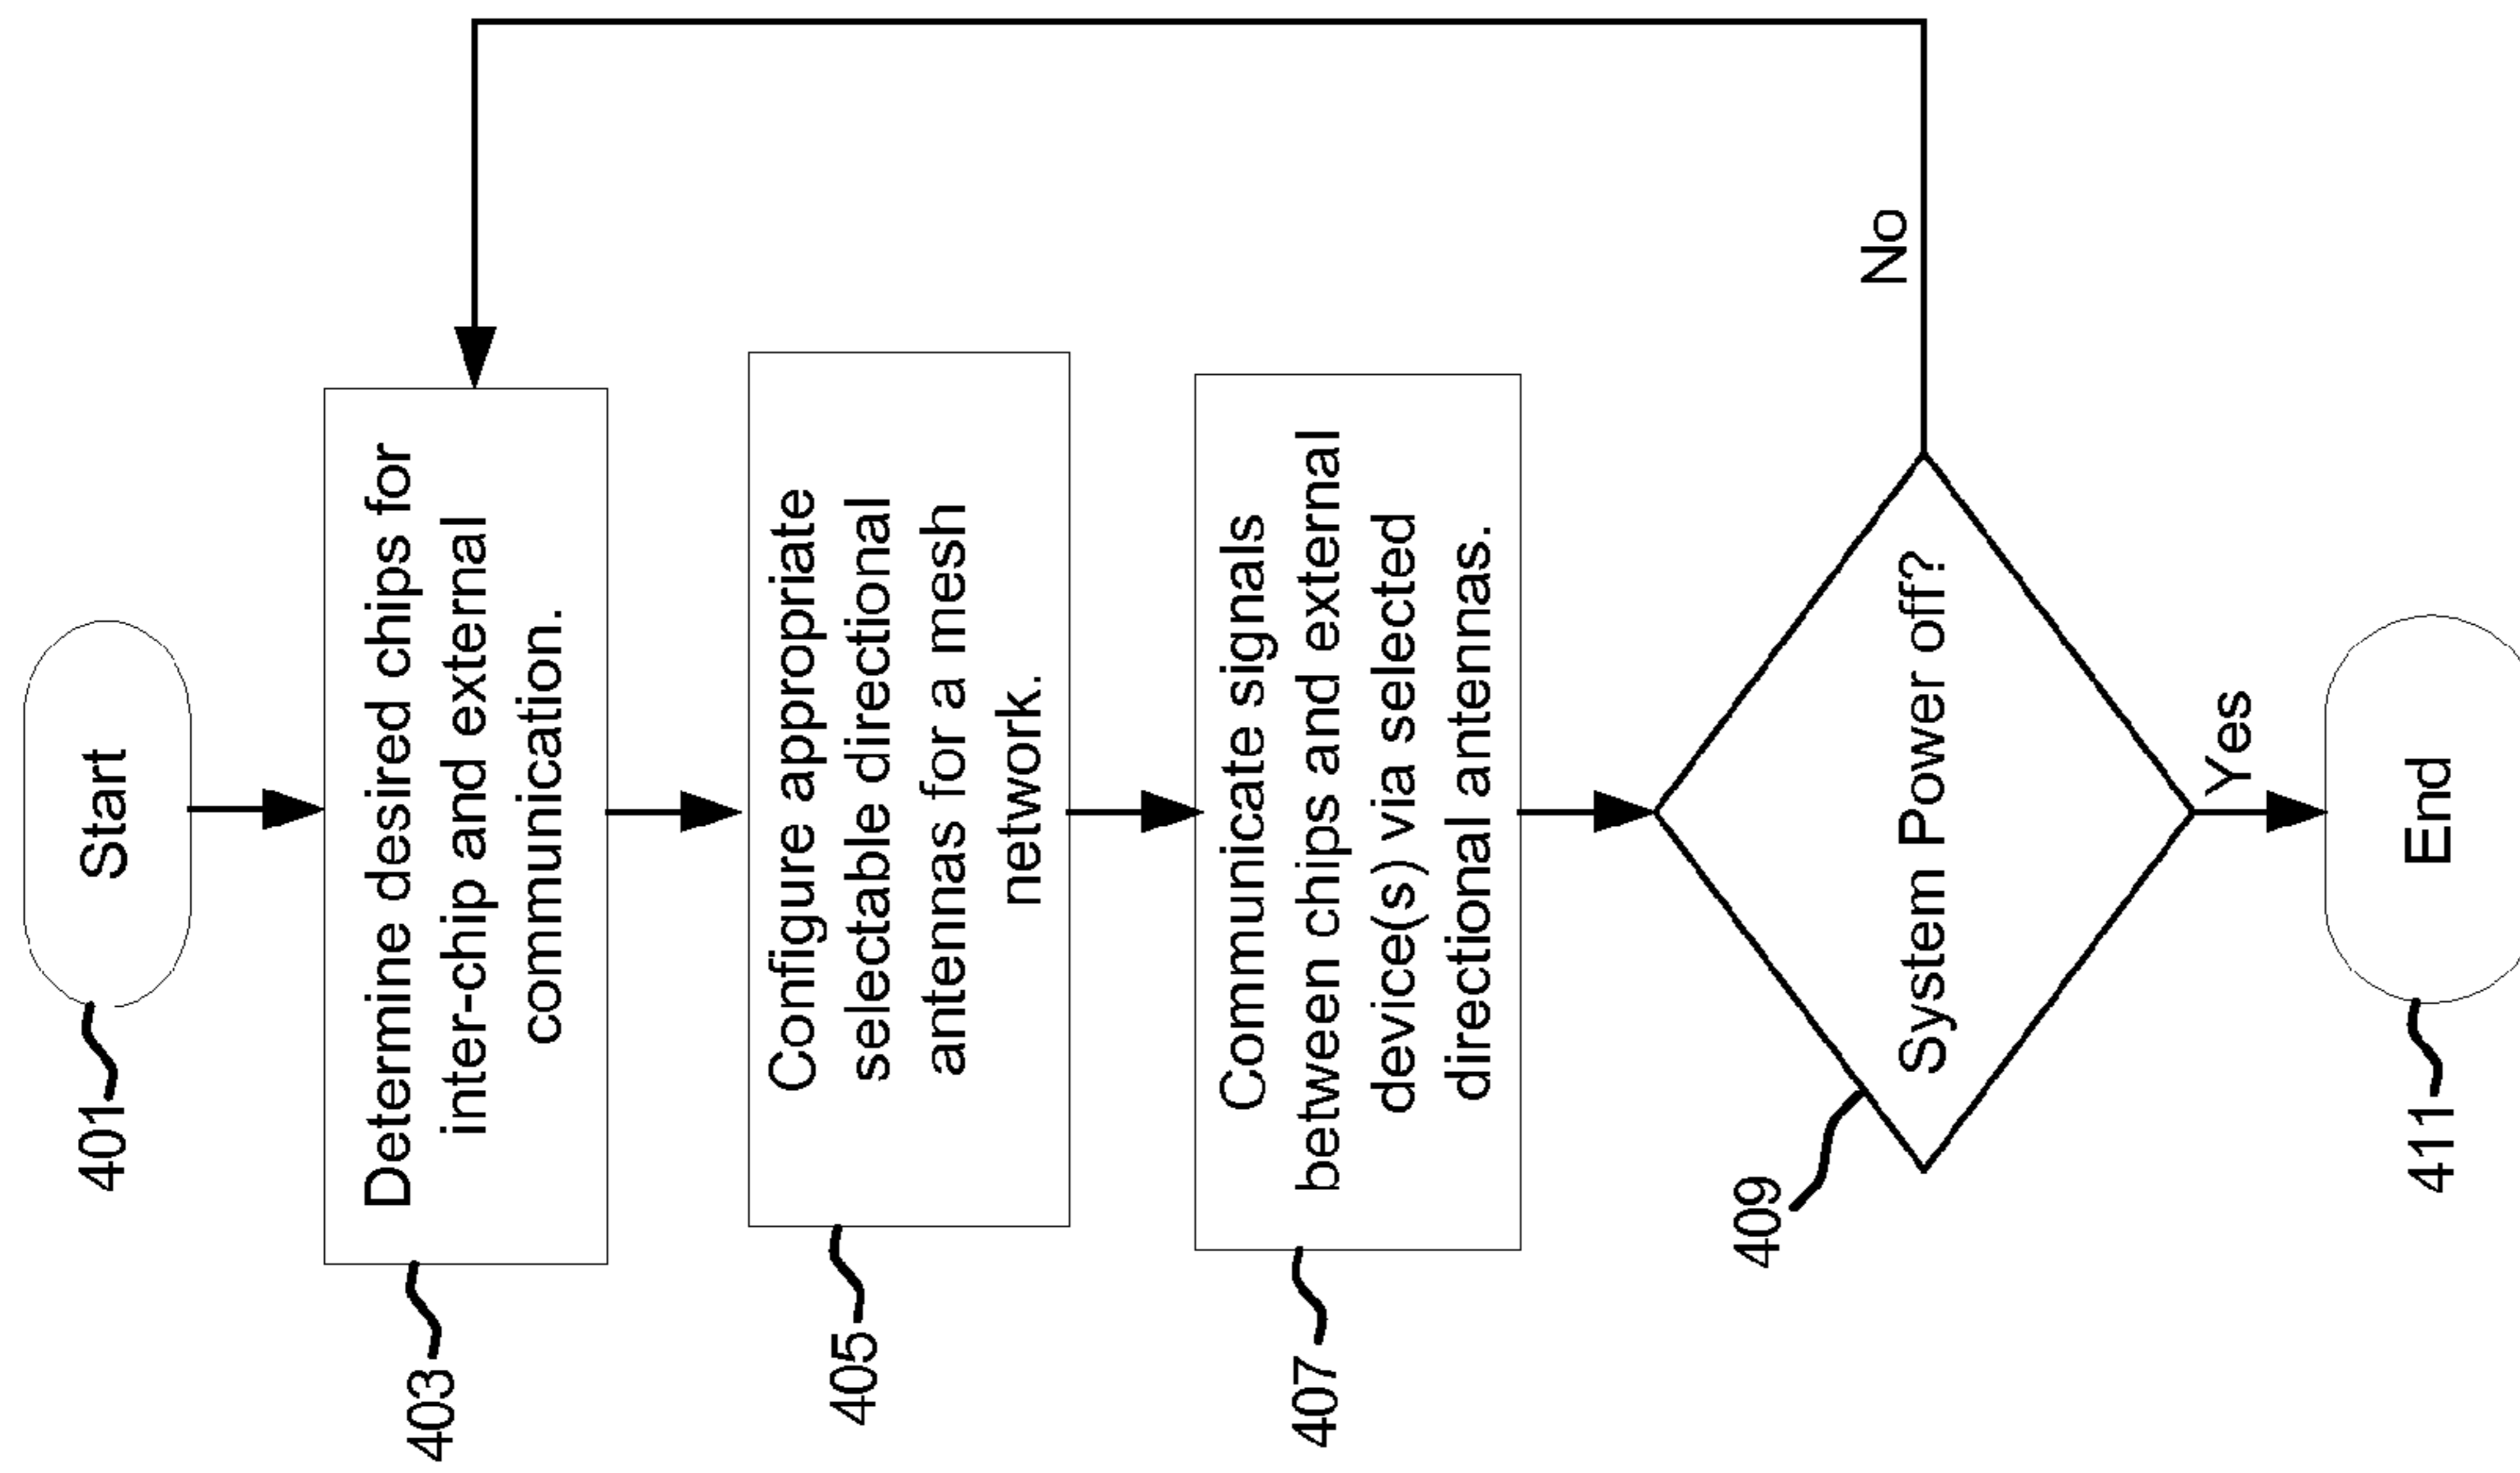 401
Start
403
Determine desired chips for
inter-chip and external
communication.
405
Configure appropriate
selectable directional
antennas for a mesh
network.
407
Communicate signals
between chips and external
device(s) via selected
directional antennas.
409
System Power off?
No
Yes
411
End